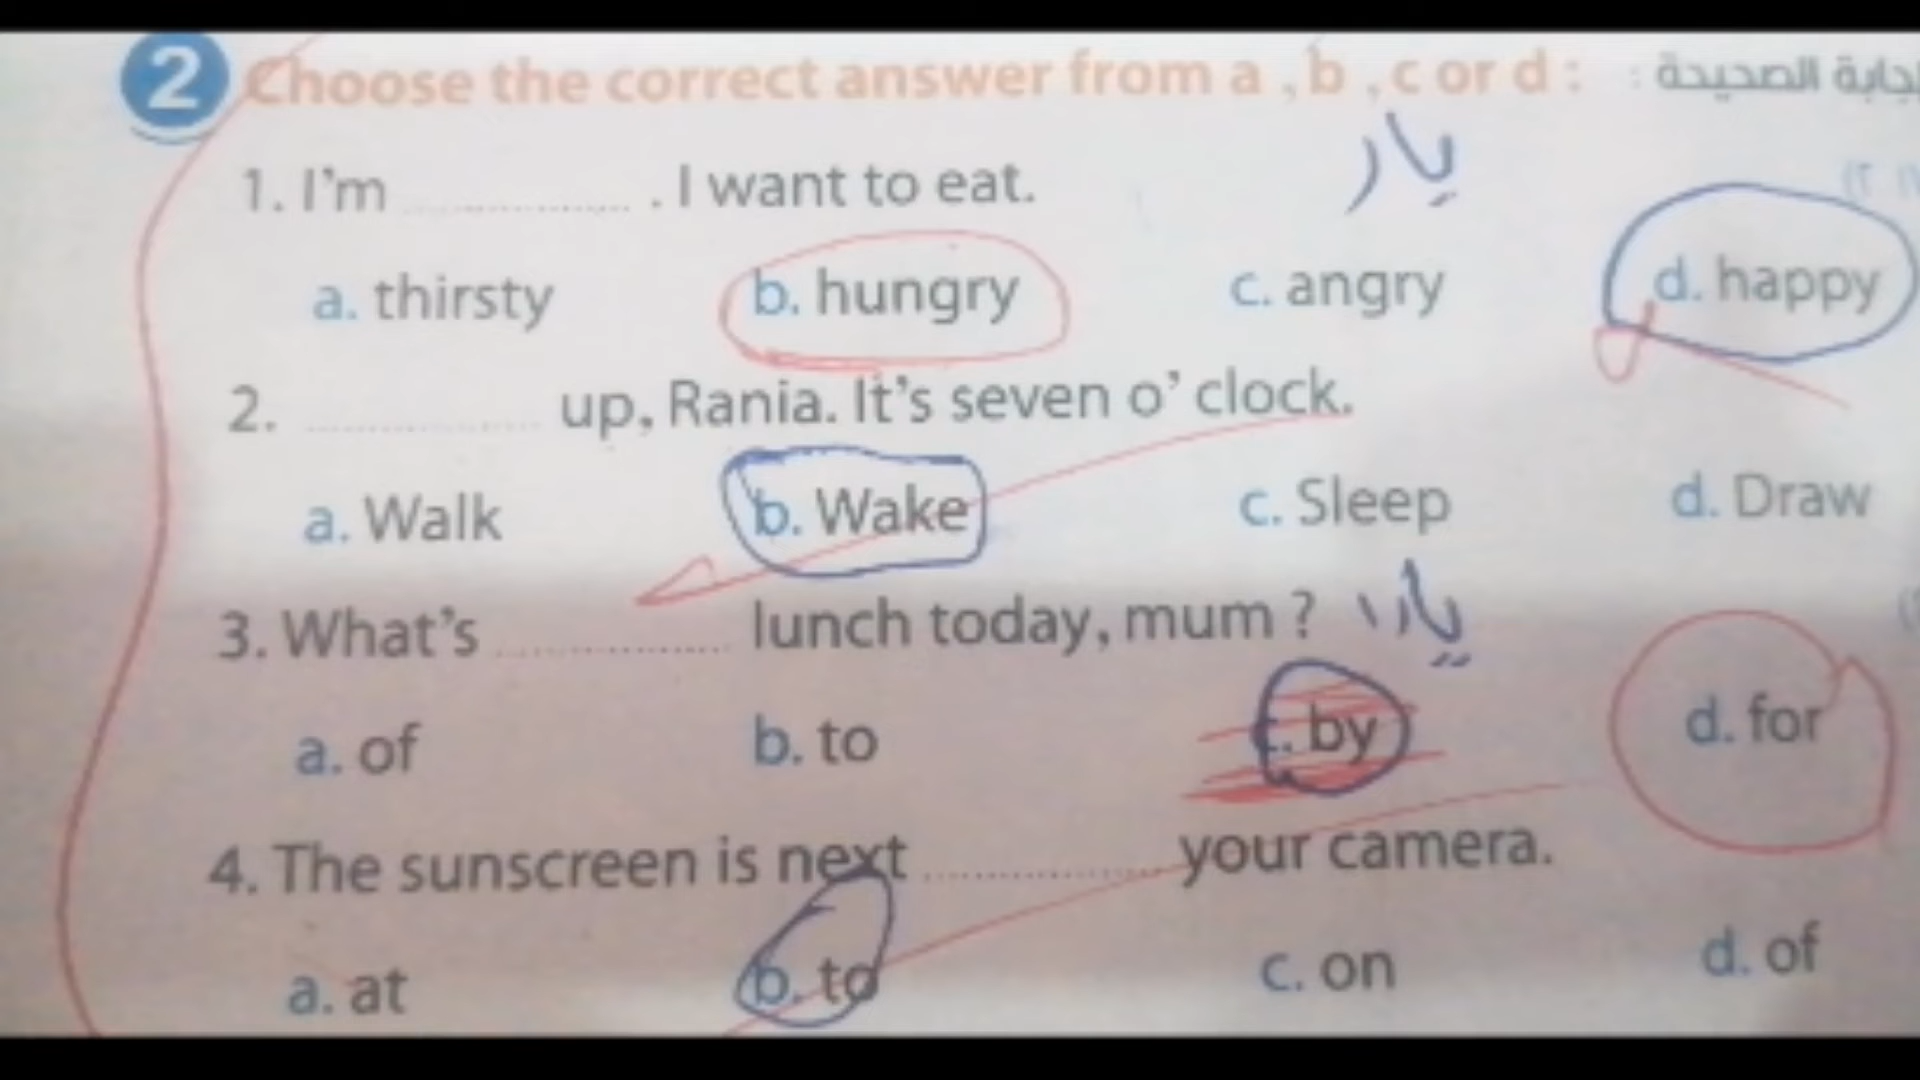 2 Choose the correct answer from a , b , c or d : الصحيحة :
1. I'm ............ . I want to eat.
a. thirsty b. hungry c. angry d. happy
2. ............ up, Rania. It's seven o' clock.
a. Walk b. Wake c. Sleep d. Draw
3. What's ............ lunch today, mum ?
a. of b. to c. by d. for
4. The sunscreen is next ............ your camera.
a. at b. to c. on d. of